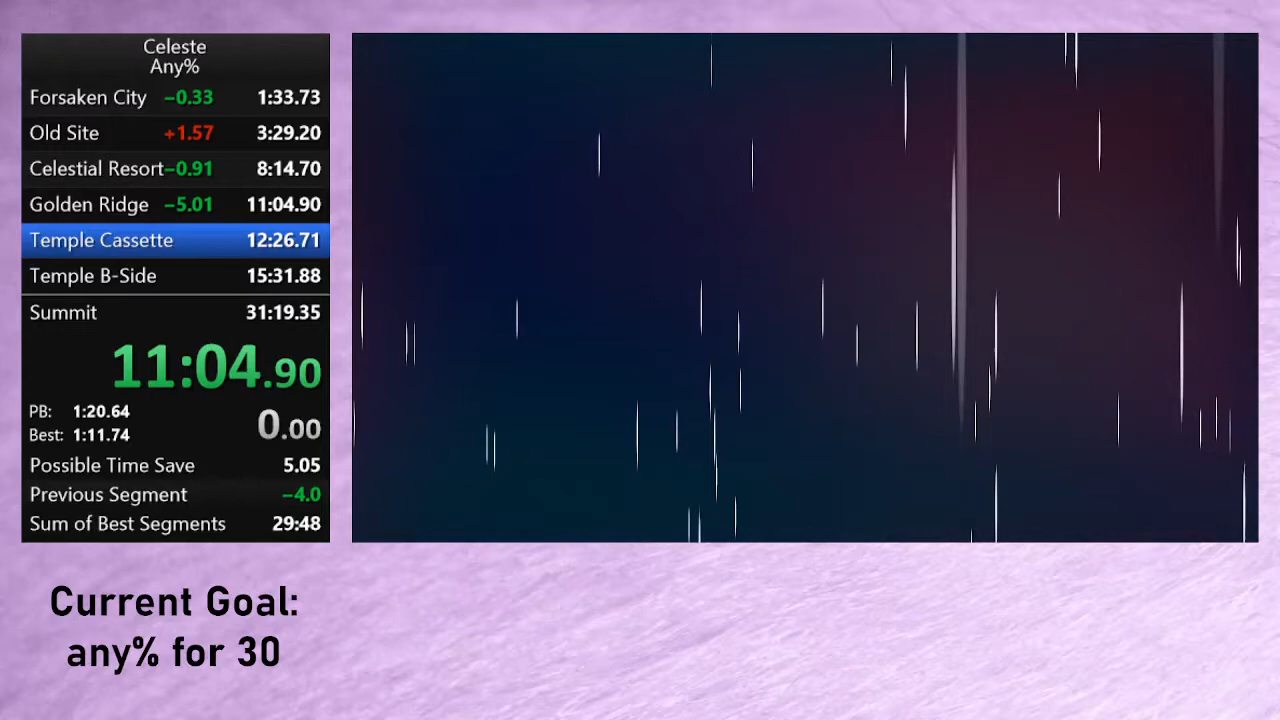 Celeste
Any%
Forsaken City −0.33 1:33.73
Old Site +1.57 3:29.20
Celestial Resort −0.91 8:14.70
Golden Ridge −5.01 11:04.90
Temple Cassette 12:26.71
Temple B-Side 15:31.88
Summit 31:19.35
11:04.90
PB: 1:20.64
Best: 1:11.74
0.00
Possible Time Save 5.05
Previous Segment −4.0
Sum of Best Segments 29:48
Current Goal:
any% for 30